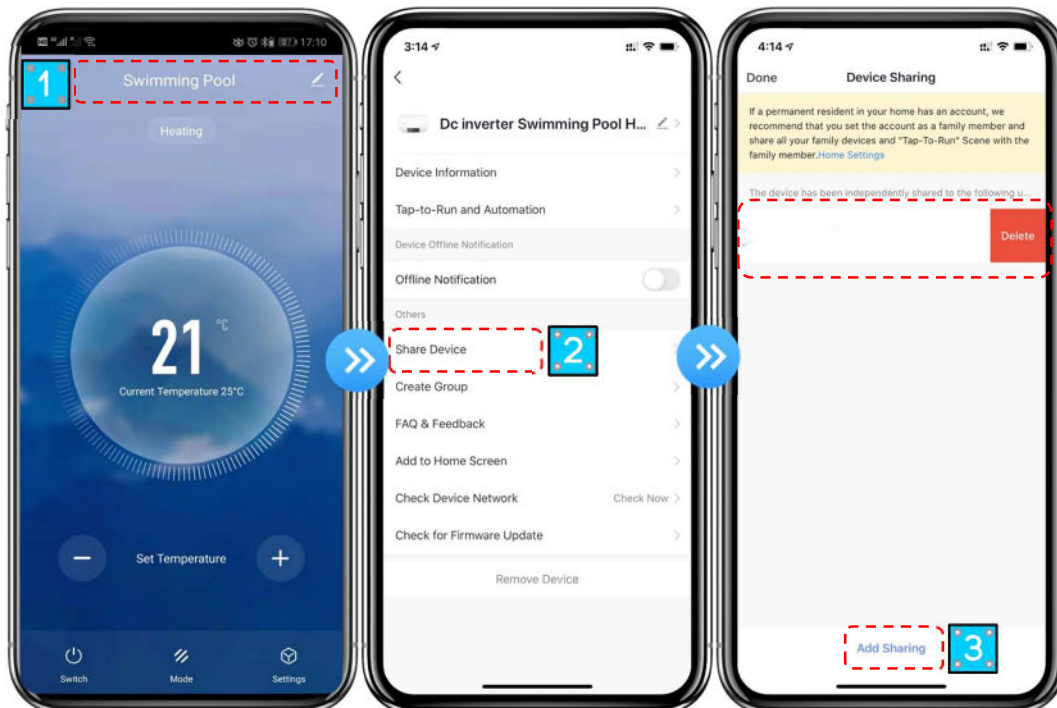 17:10
1
Swimming Pool
Heating
21 °C
Current Temperature 25°C
Set Temperature
Switch
Mode
Settings
3:14
Dc inverter Swimming Pool H...
Device Information
Tap-to-Run and Automation
Device Offline Notification
Offline Notification
Others
Share Device
2
Create Group
FAQ & Feedback
Add to Home Screen
Check Device Network
Check Now
Check for Firmware Update
Remove Device
4:14
Done
Device Sharing
If a permanent resident in your home has an account, we
recommend that you set the account as a family member and
share all your family devices and "Tap-To-Run" Scene with the
family member.Home Settings
The device has been independently shared to the following u...
Delete
Add Sharing
3